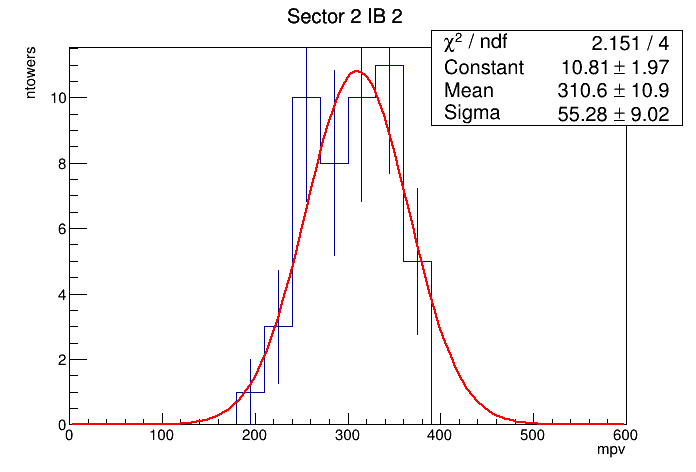 Sector 2 IB 2
χ² / ndf 2.151 / 4
Constant 10.81 ± 1.97
Mean 310.6 ± 10.9
Sigma 55.28 ± 9.02
ntowers
10
8
6
4
2
0
0 100 200 300 400 500 600
mpv